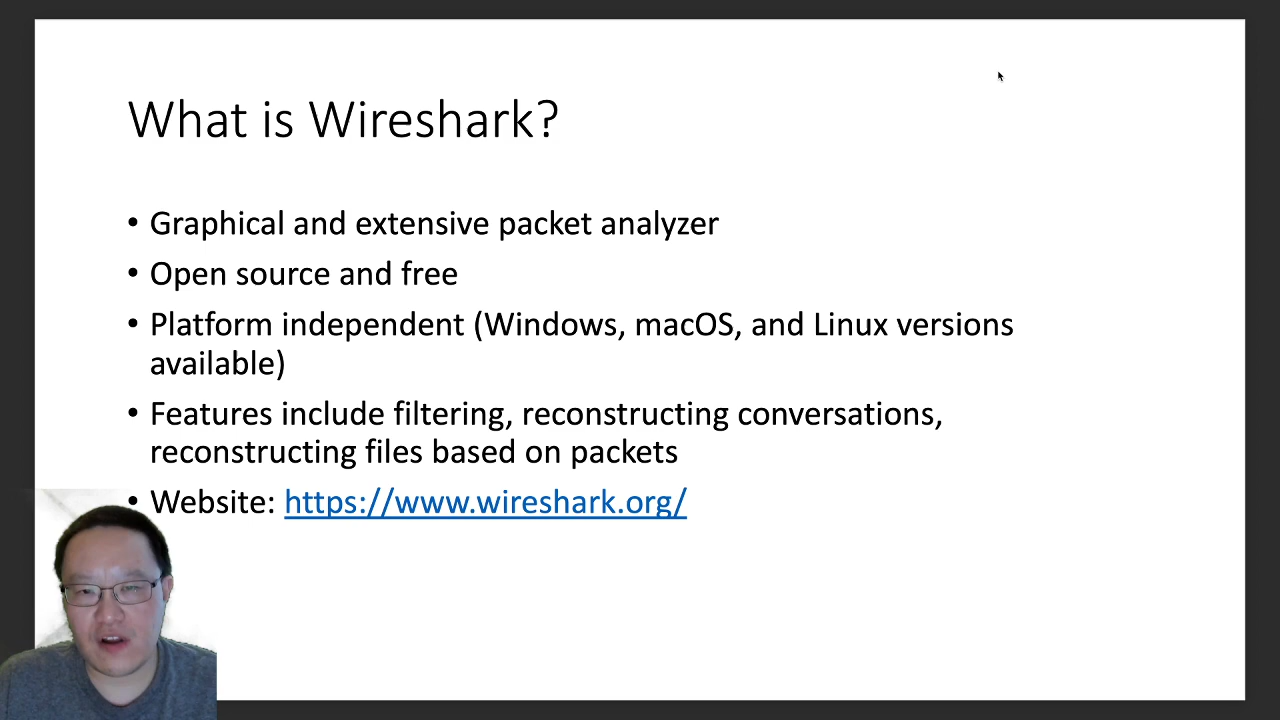 What is Wireshark?
• Graphical and extensive packet analyzer
• Open source and free
• Platform independent (Windows, macOS, and Linux versions
available)
• Features include filtering, reconstructing conversations,
reconstructing files based on packets
• Website: https://www.wireshark.org/